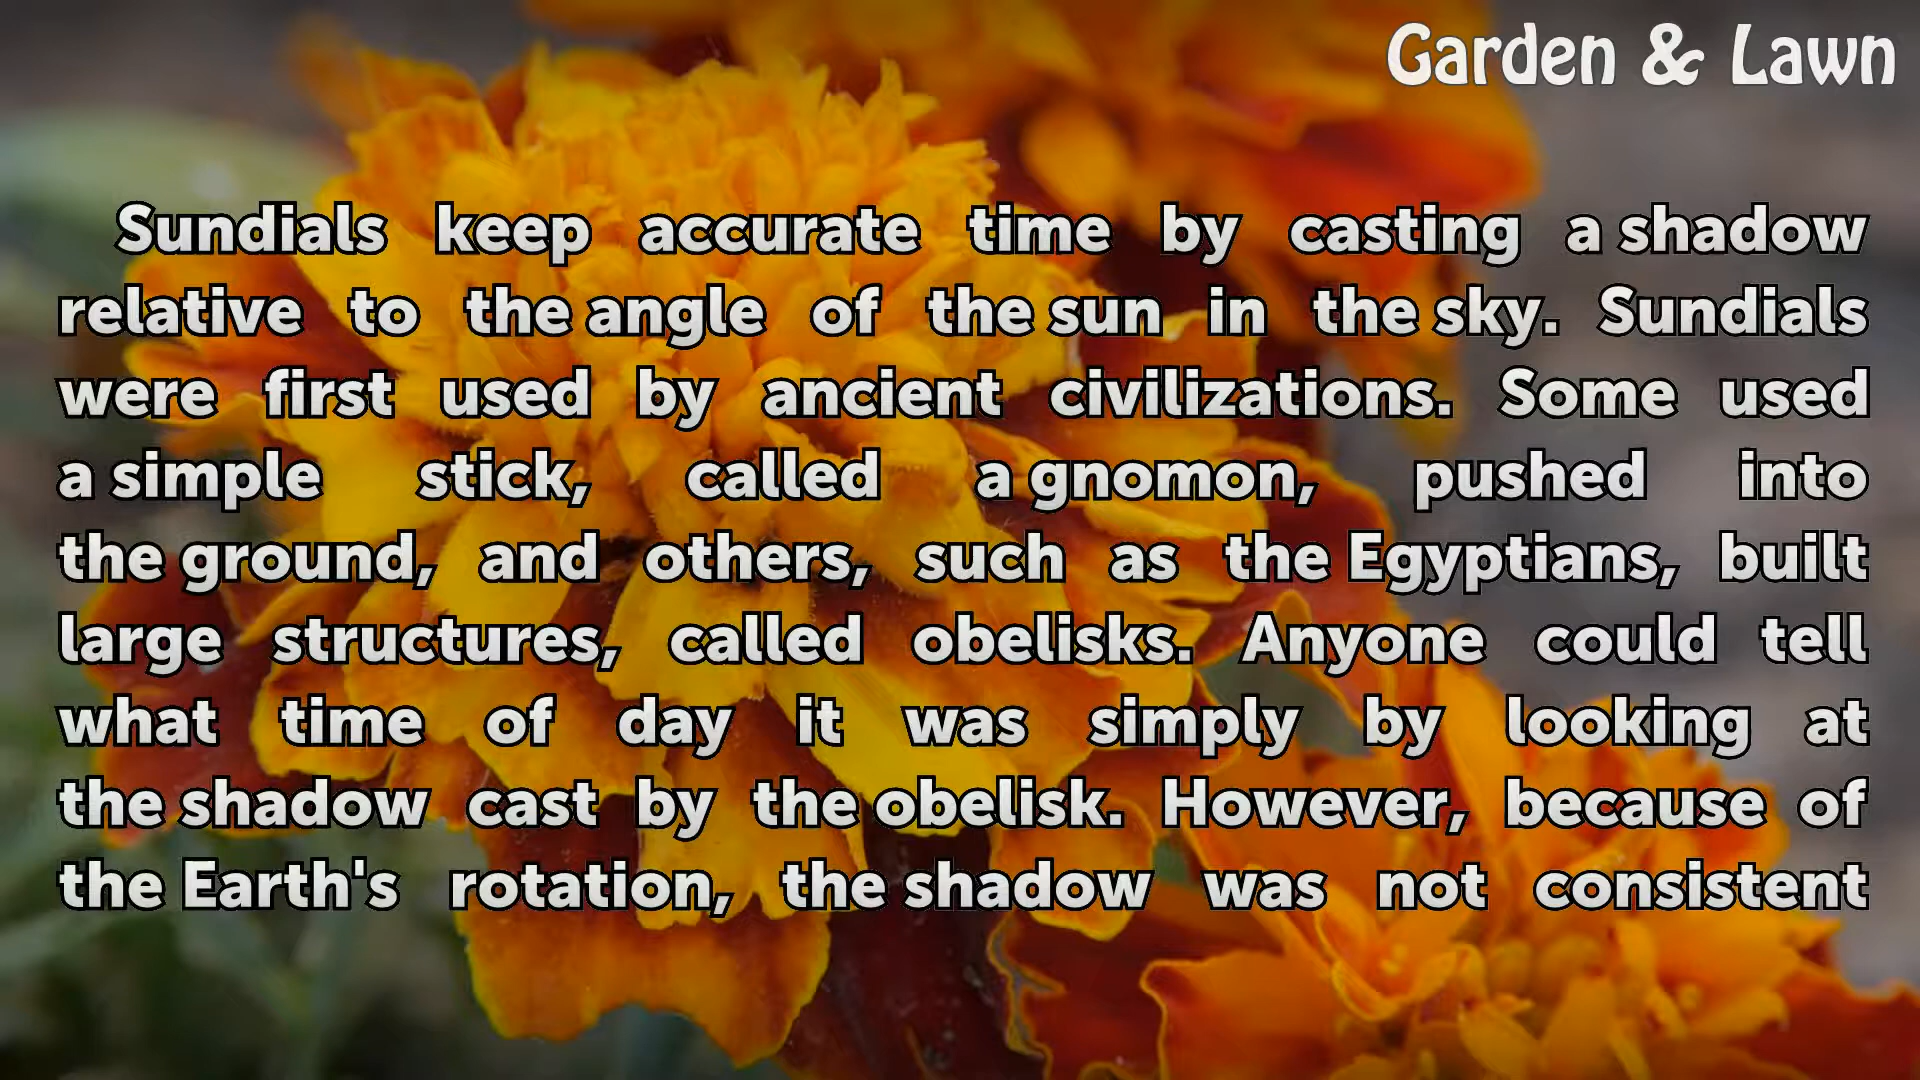 Garden & Lawn
Sundials keep accurate time by casting a shadow
relative to the angle of the sun in the sky. Sundials
were first used by ancient civilizations. Some used
a simple stick, called a gnomon, pushed into
the ground, and others, such as the Egyptians, built
large structures, called obelisks. Anyone could tell
what time of day it was simply by looking at
the shadow cast by the obelisk. However, because of
the Earth's rotation, the shadow was not consistent